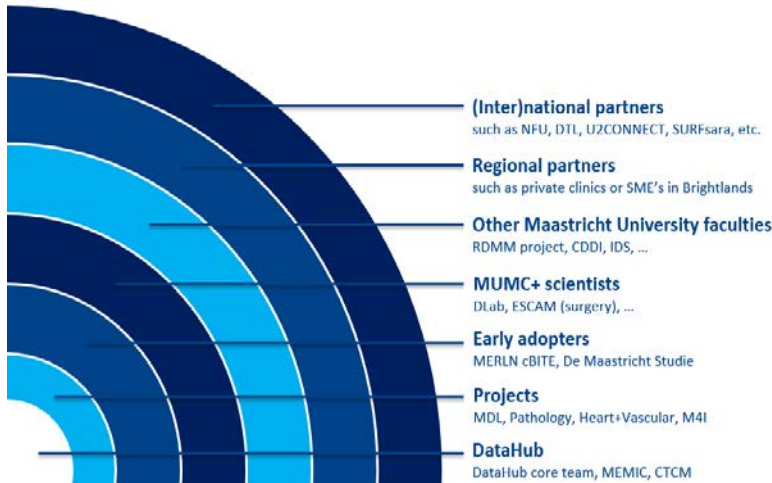 (Inter)national partners
such as NFU, DTL, U2CONNECT, SURFsara, etc.
Regional partners
such as private clinics or SME's in Brightlands
Other Maastricht University faculties
RDMM project, CDDI, IDS, ...
MUMC+ scientists
DLab, ESCAM (surgery), ...
Early adopters
MERLN cBITE, De Maastricht Studie
Projects
MDL, Pathology, Heart+Vascular, M4I
DataHub
DataHub core team, MEMIC, CTCM